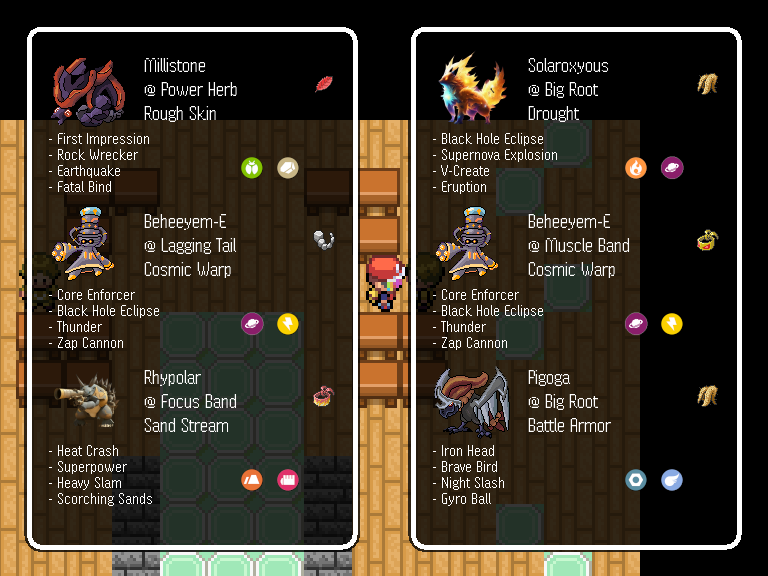 Millistone
@ Power Herb
Rough Skin
- First Impression
- Rock Wrecker
- Earthquake
- Fatal Bind
Beheeyem-E
@ Lagging Tail
Cosmic Warp
- Core Enforcer
- Black Hole Eclipse
- Thunder
- Zap Cannon
Rhypolar
@ Focus Band
Sand Stream
- Heat Crash
- Superpower
- Heavy Slam
- Scorching Sands
Solaroxyous
@ Big Root
Drought
- Black Hole Eclipse
- Supernova Explosion
- V-Create
- Eruption
Beheeyem-E
@ Muscle Band
Cosmic Warp
- Core Enforcer
- Black Hole Eclipse
- Thunder
- Zap Cannon
Pigoga
@ Big Root
Battle Armor
- Iron Head
- Brave Bird
- Night Slash
- Gyro Ball